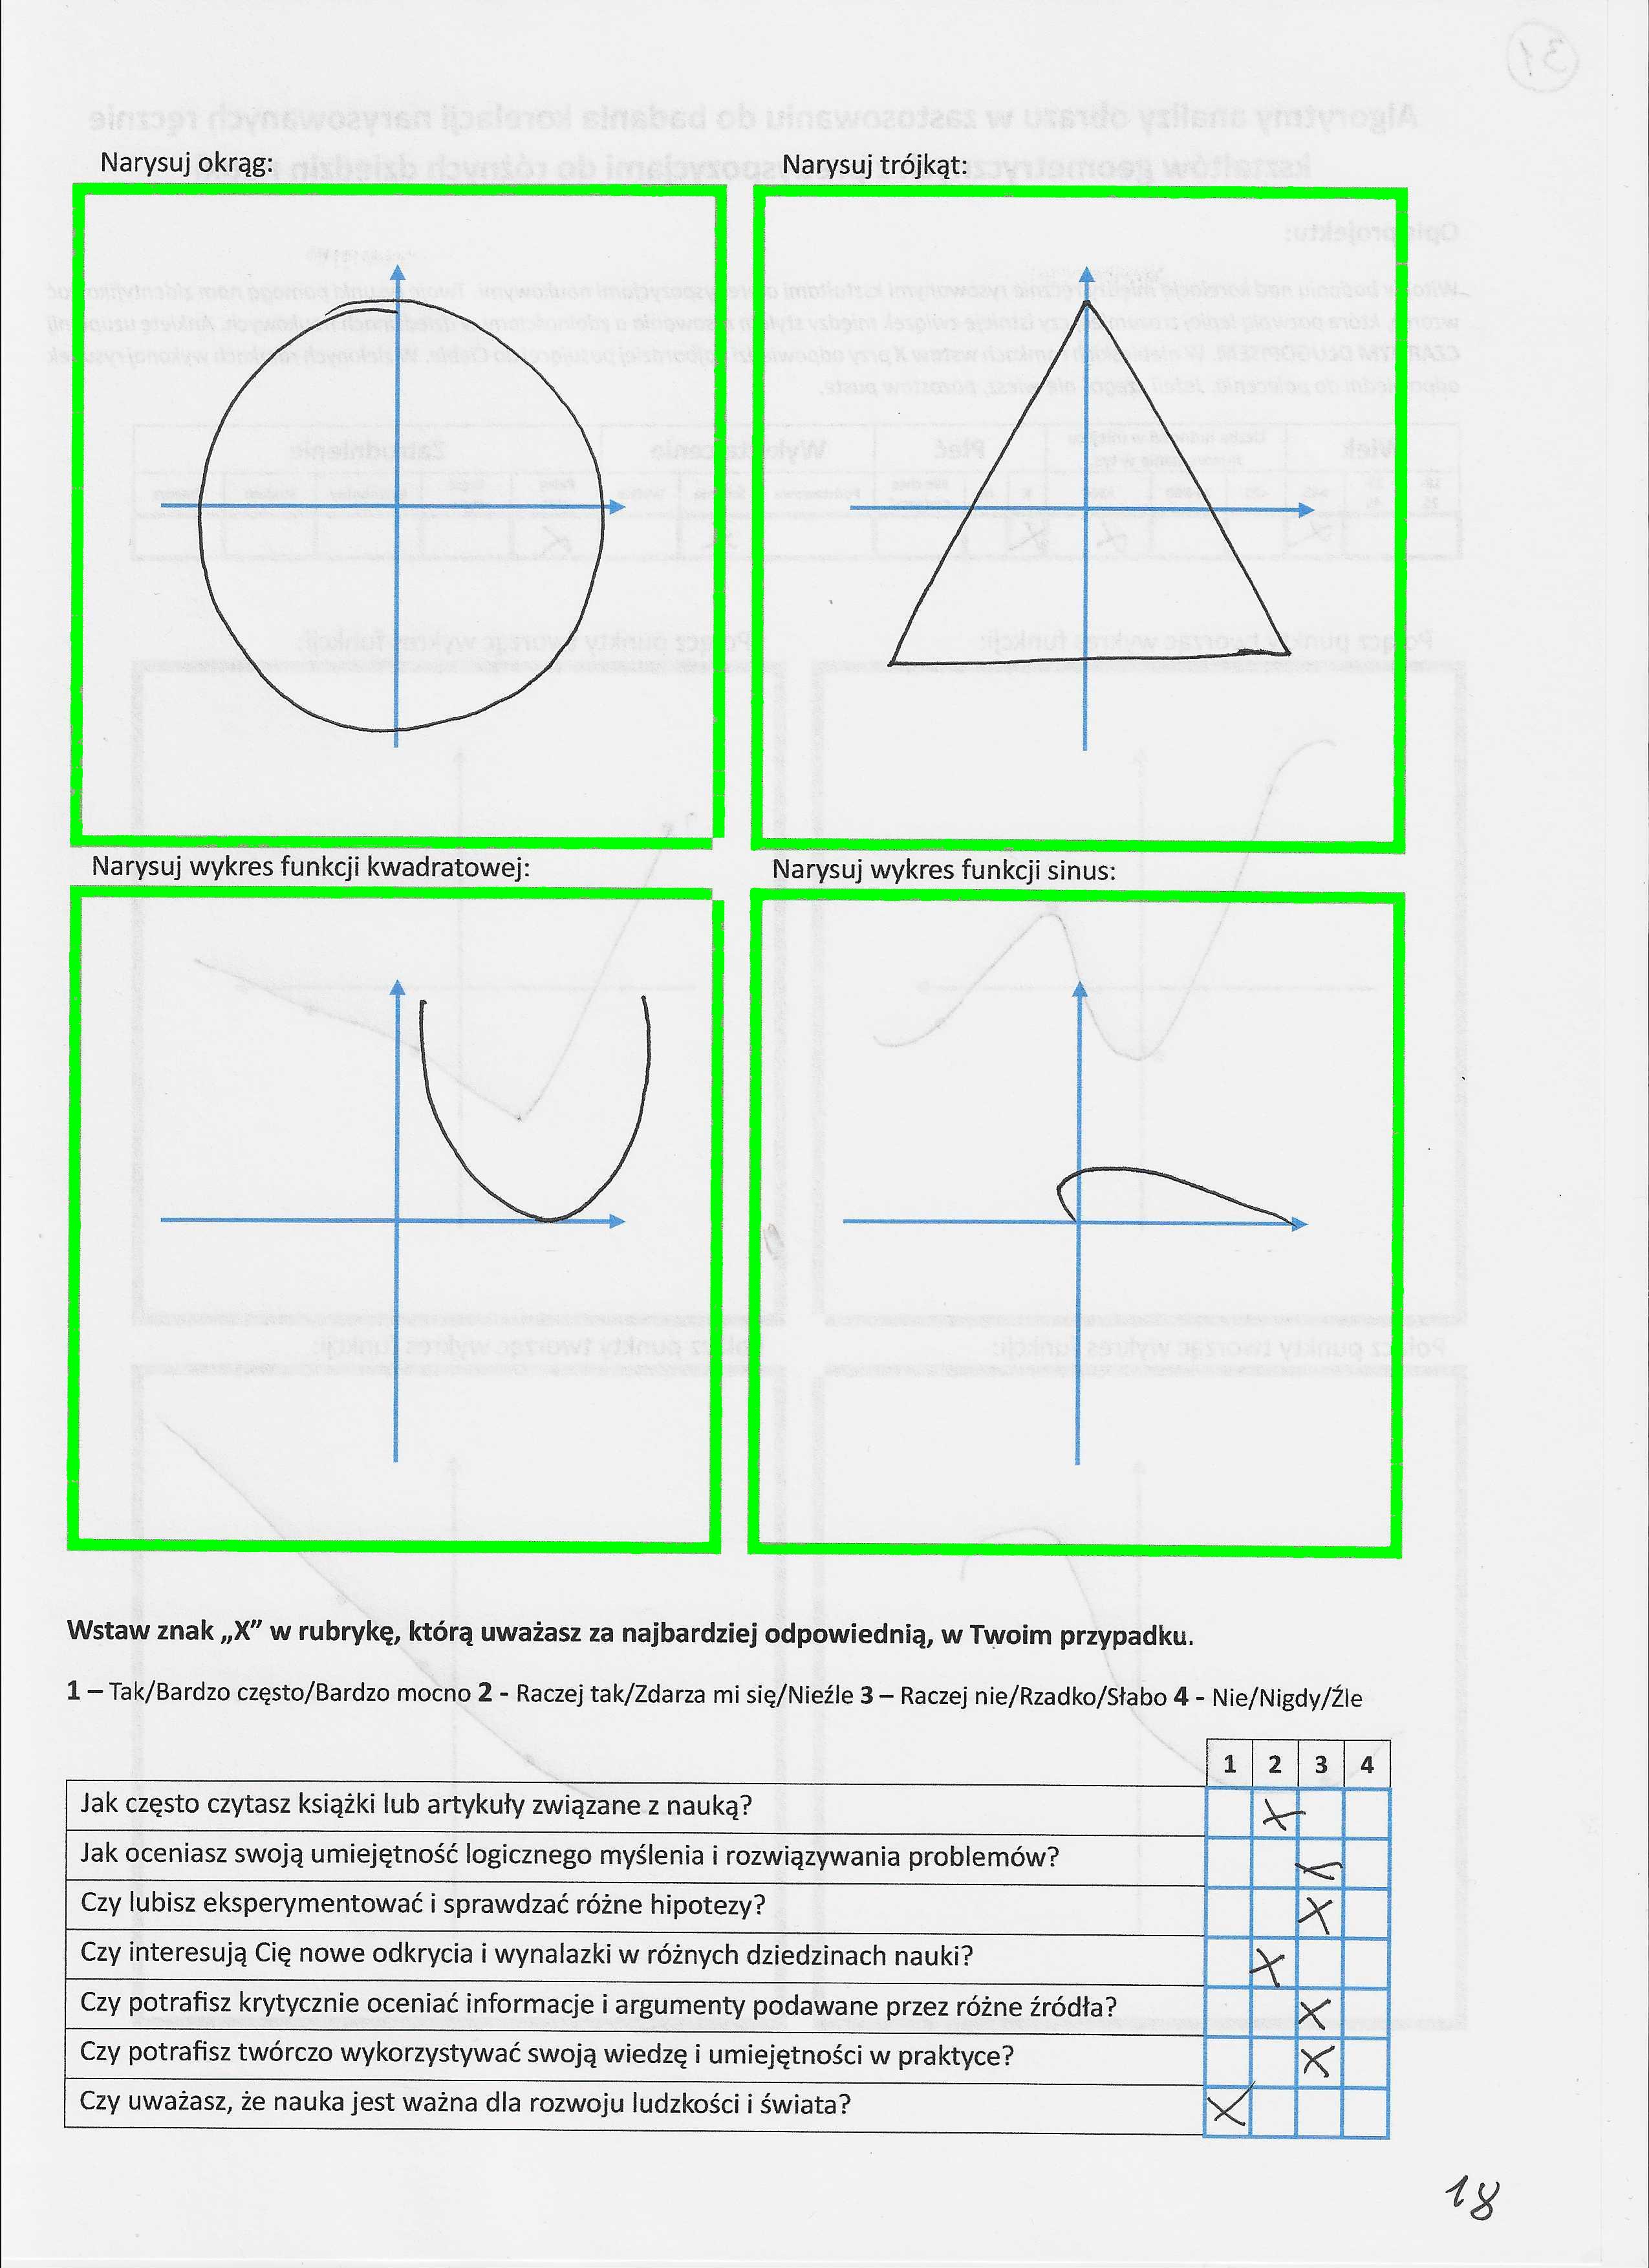 Narysuj okrąg:
Narysuj trójkąt:
Narysuj wykres funkcji kwadratowej:
Narysuj wykres funkcji sinus:
Wstaw znak „X” w rubrykę, którą uważasz za najbardziej odpowiednią, w Twoim przypadku.
1 – Tak/Bardzo często/Bardzo mocno 2 - Raczej tak/Zdarza mi się/Nieźle 3 – Raczej nie/Rzadko/Słabo 4 - Nie/Nigdy/Źle
1 2 3 4
Jak często czytasz książki lub artykuły związane z nauką? X
Jak oceniasz swoją umiejętność logicznego myślenia i rozwiązywania problemów? X
Czy lubisz eksperymentować i sprawdzać różne hipotezy? X
Czy interesują Cię nowe odkrycia i wynalazki w różnych dziedzinach nauki? X
Czy potrafisz krytycznie oceniać informacje i argumenty podawane przez różne źródła? X
Czy potrafisz twórczo wykorzystywać swoją wiedzę i umiejętności w praktyce? X
Czy uważasz, że nauka jest ważna dla rozwoju ludzkości i świata? X
18